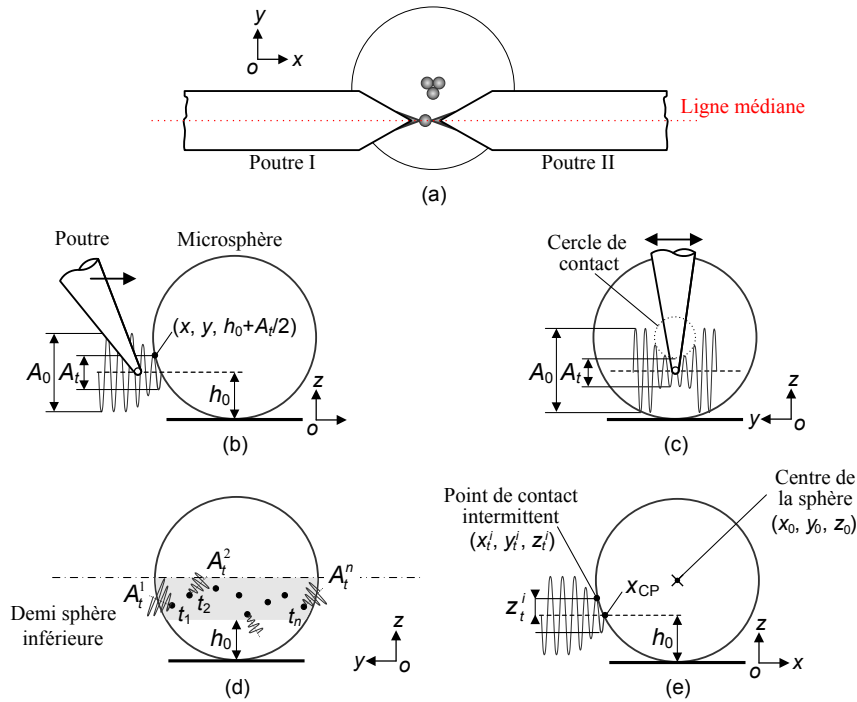 y
o
x
Ligne médiane
Poutre I
Poutre II
(a)
Poutre
Microsphère
(x, y, h₀+Aₜ/2)
A₀
Aₜ
h₀
z
o
(b)
Cercle de
contact
A₀
Aₜ
h₀
z
y
o
(c)
Aₜ¹
Aₜ²
Aₜⁿ
t₁
t₂
tₙ
Demi sphère
inférieure
h₀
z
y
o
(d)
Point de contact
intermittent
(xₜⁱ, yₜⁱ, zₜⁱ)
Centre de
la sphère
(x₀, y₀, z₀)
x_CP
zₜⁱ
h₀
z
o
x
(e)